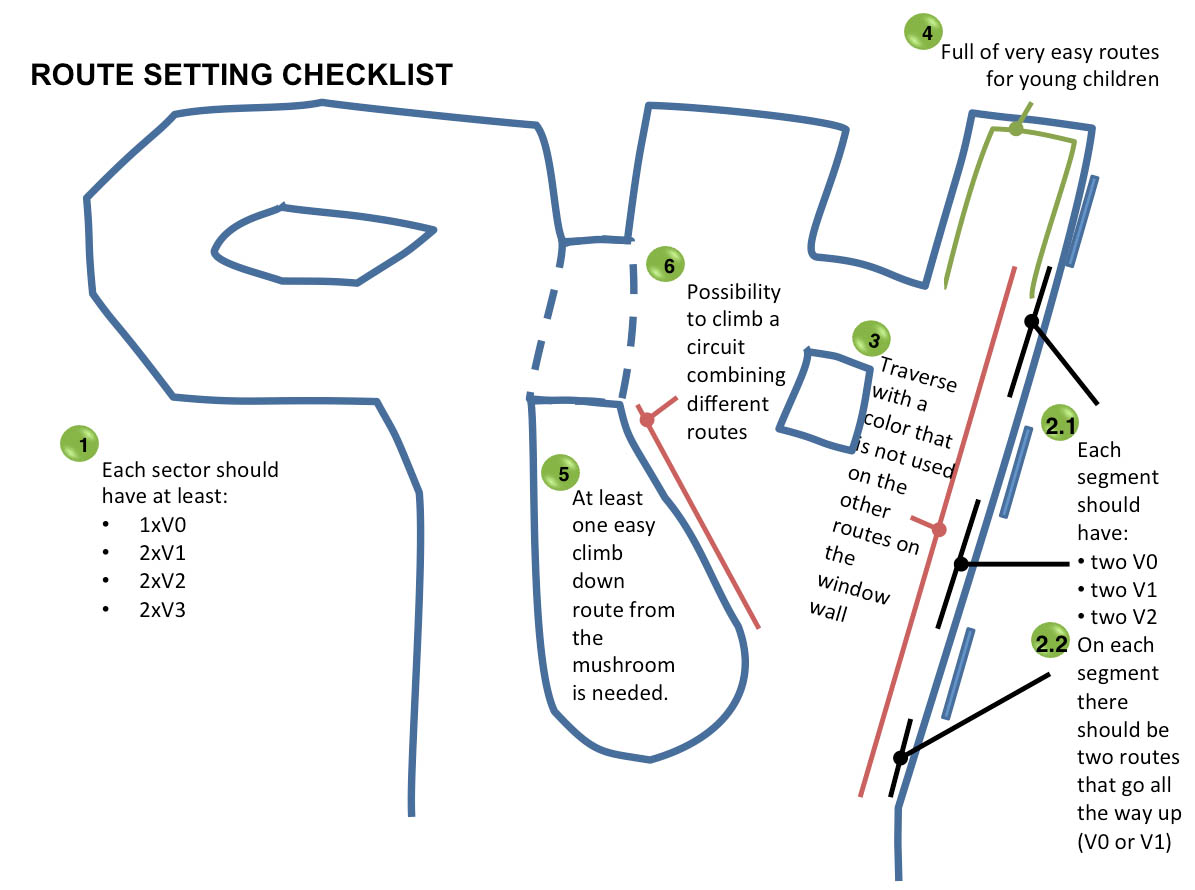 ROUTE SETTING CHECKLIST
4
Full of very easy routes
for young children
1
Each sector should
have at least:
• 1xV0
• 2xV1
• 2xV2
• 2xV3
5
At least
one easy
climb
down
route from
the
mushroom
is needed.
6
Possibility
to climb a
circuit
combining
different
routes
3
Traverse
with a
color that
is not used
on the
other
routes on
the
window
wall
2.1
Each
segment
should
have:
• two V0
• two V1
• two V2
2.2
On each
segment
there
should be
two routes
that go all
the way up
(V0 or V1)